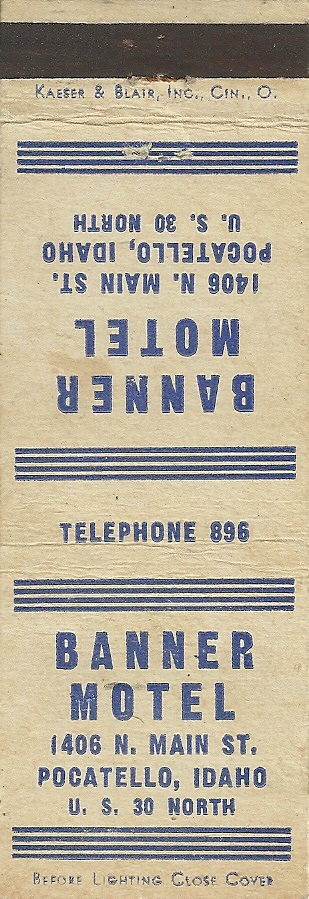 KAESER & BLAIR, INC., CIN., O.
BANNER
MOTEL
1406 N. MAIN ST.
POCATELLO, IDAHO
U. S. 30 NORTH
TELEPHONE 896
BANNER
MOTEL
1406 N. MAIN ST.
POCATELLO, IDAHO
U. S. 30 NORTH
BEFORE LIGHTING CLOSE COVER